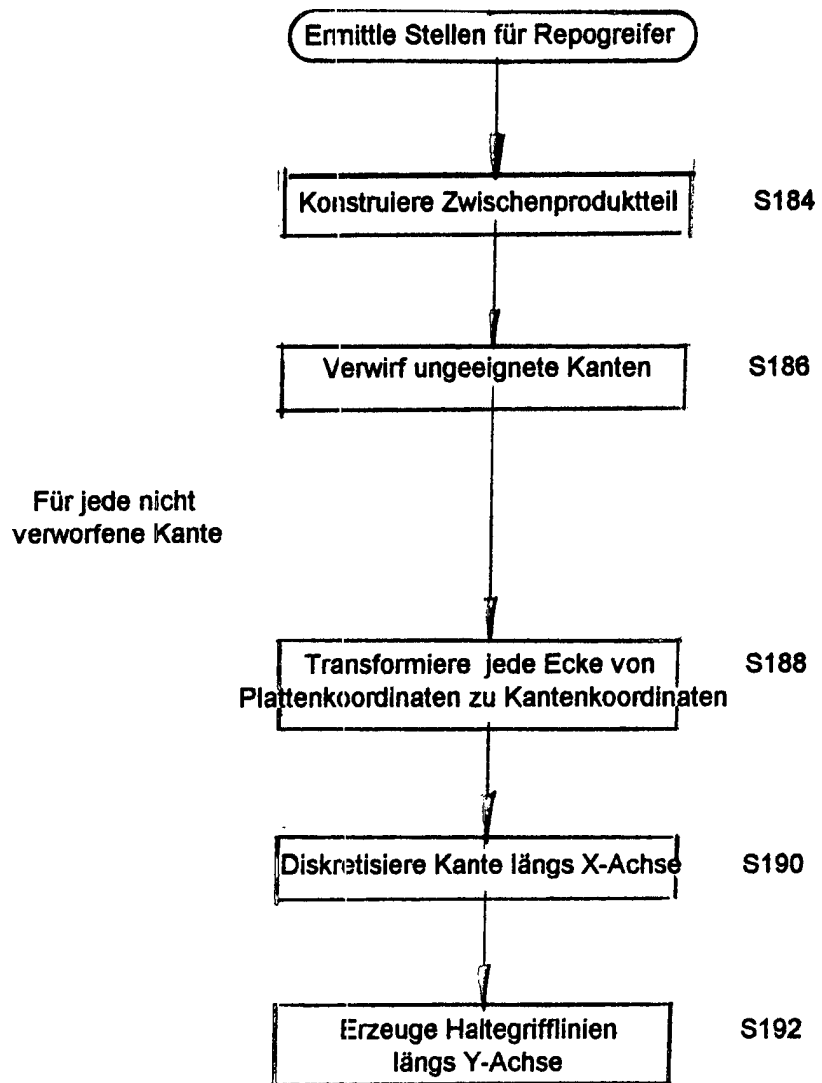 Ermittle Stellen für Repogreifer
Konstruiere Zwischenproduktteil
S184
Verwirf ungeeignete Kanten
S186
Für jede nicht
verworfene Kante
Transformiere jede Ecke von
Plattenkoordinaten zu Kantenkoordinaten
S188
Diskretisiere Kante längs X-Achse
S190
Erzeuge Haltegrifflinien
längs Y-Achse
S192